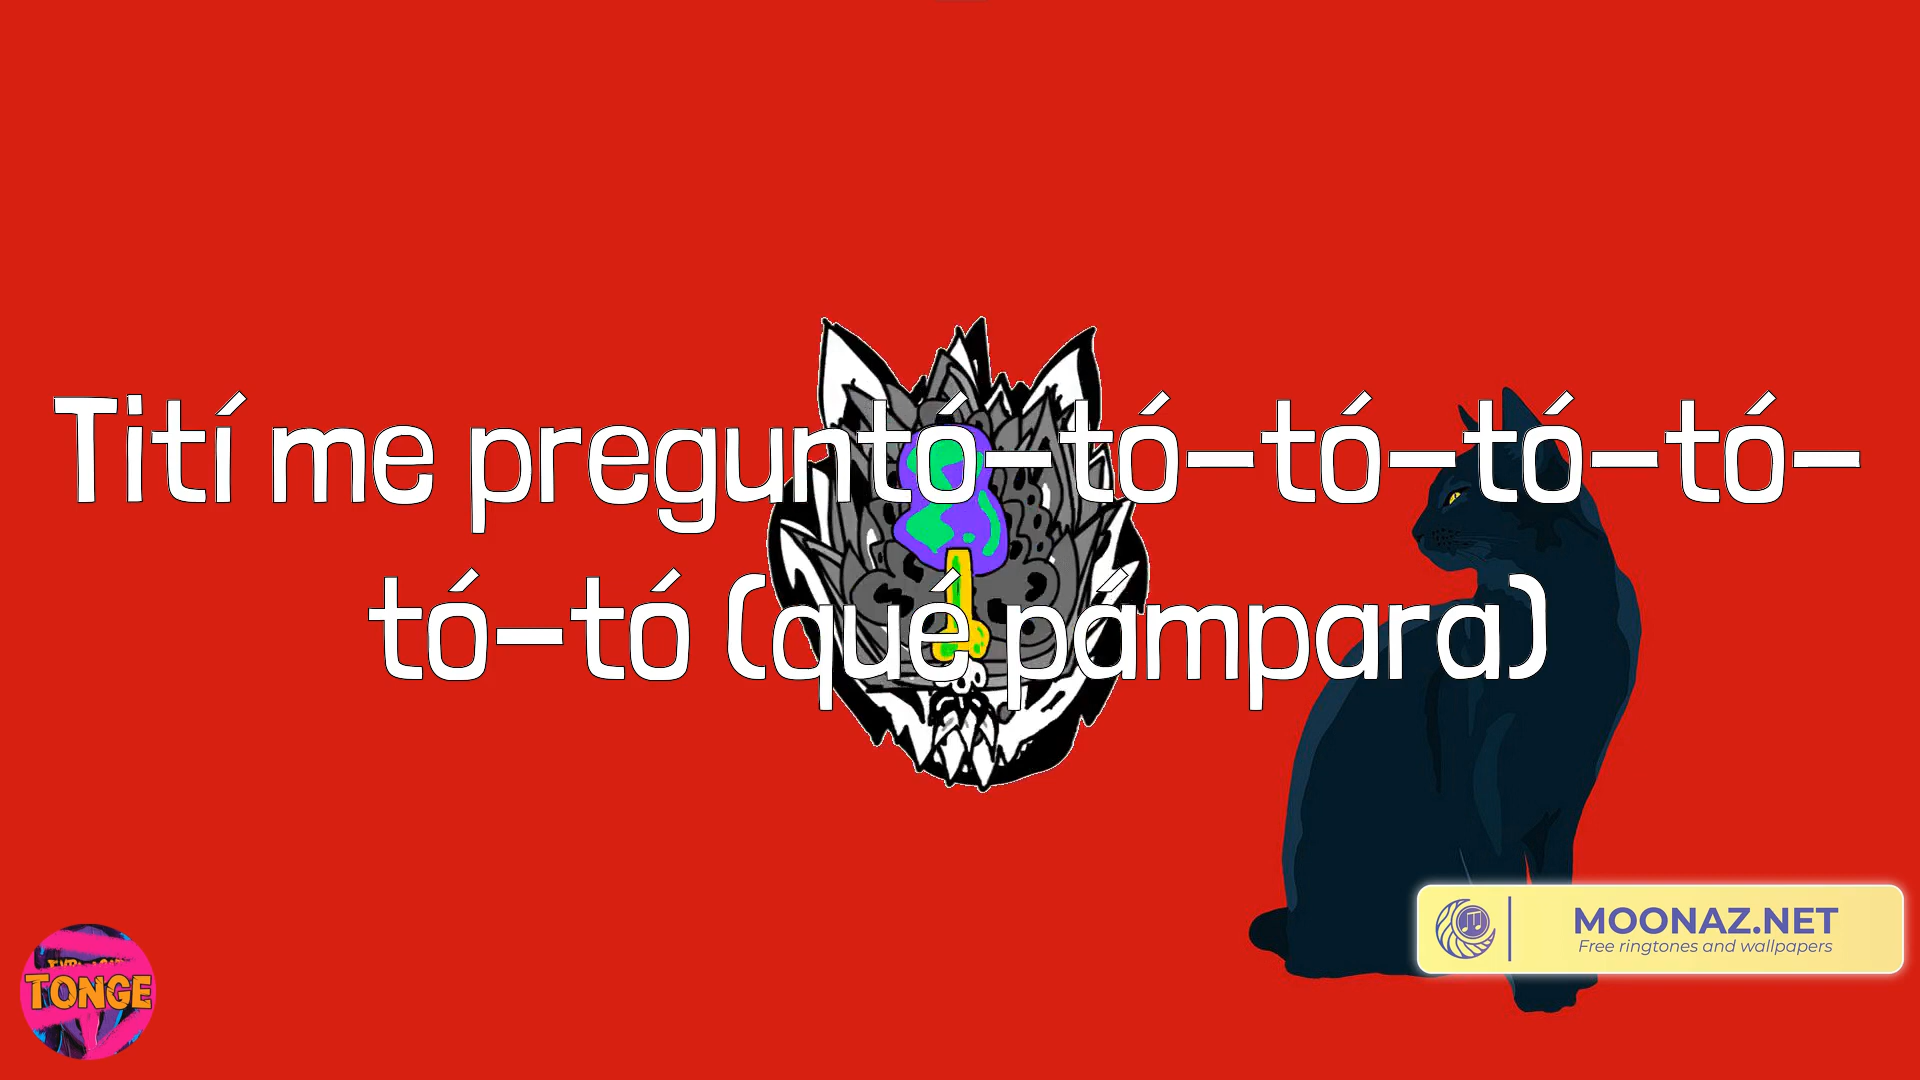 Tití me preguntó-tó-tó-tó-tó-
tó-tó (qué pámpara)
MOONAZ.NET
Free ringtones and wallpapers
TONGE